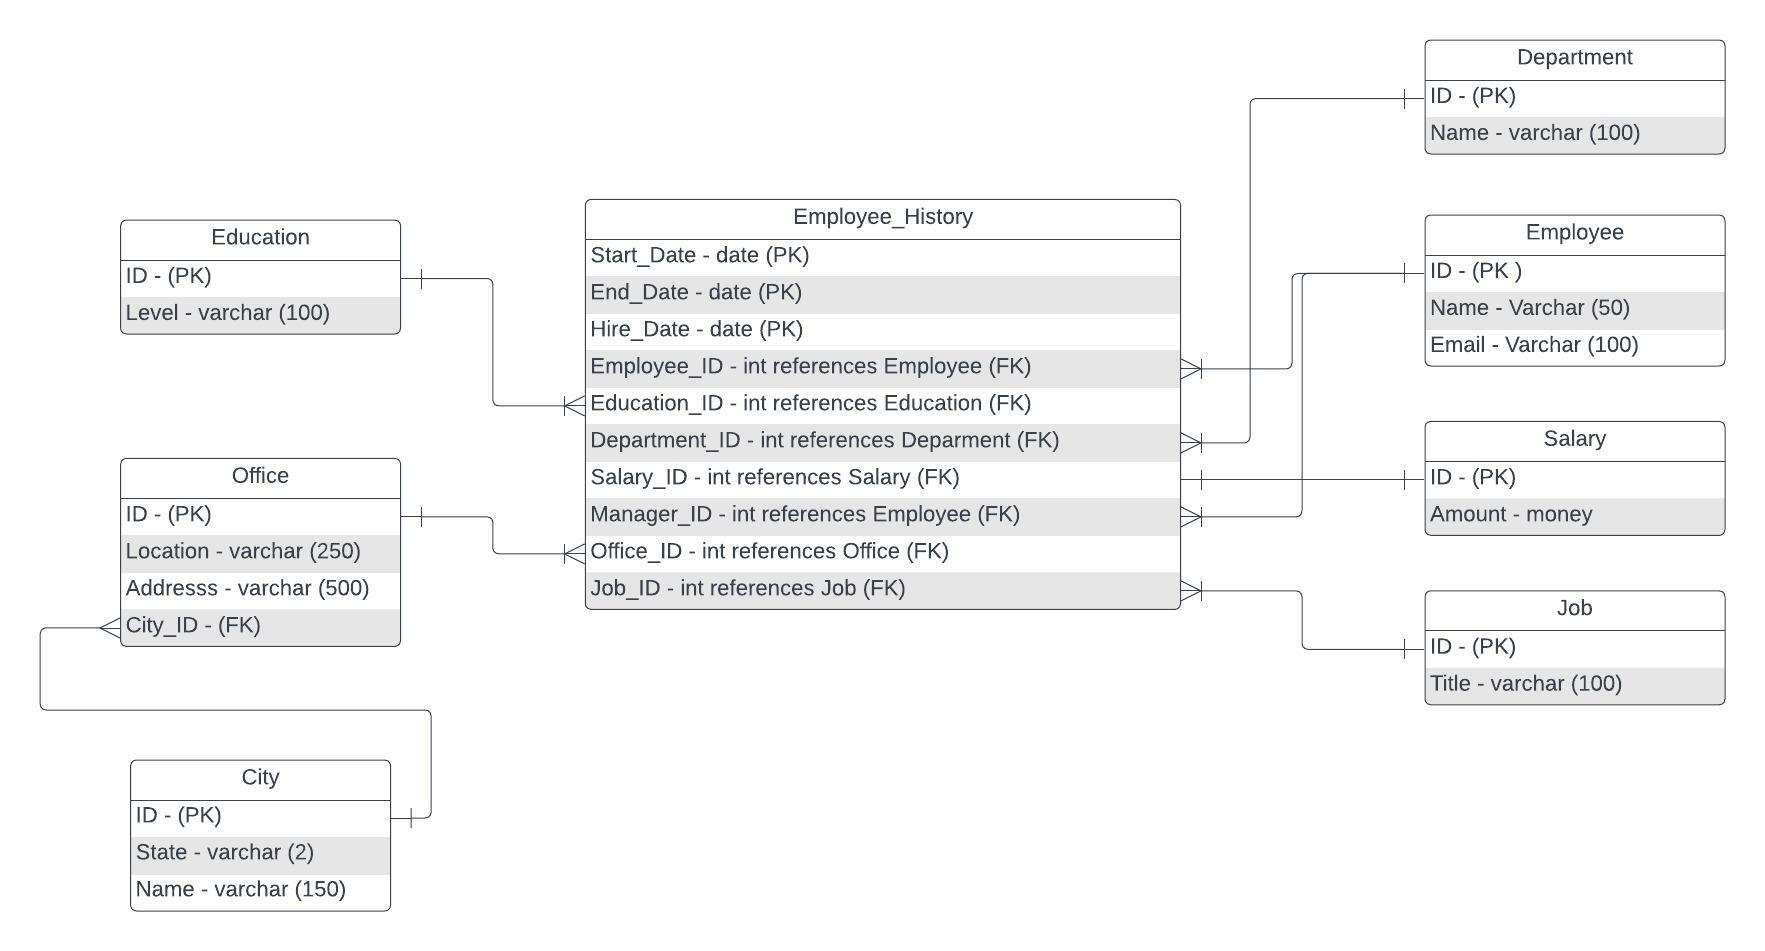 Department
ID - (PK)
Name - varchar (100)
Employee_History
Start_Date - date (PK)
End_Date - date (PK)
Hire_Date - date (PK)
Employee_ID - int references Employee (FK)
Education_ID - int references Education (FK)
Department_ID - int references Deparment (FK)
Salary_ID - int references Salary (FK)
Manager_ID - int references Employee (FK)
Office_ID - int references Office (FK)
Job_ID - int references Job (FK)
Employee
ID - (PK )
Name - Varchar (50)
Email - Varchar (100)
Education
ID - (PK)
Level - varchar (100)
Salary
ID - (PK)
Amount - money
Office
ID - (PK)
Location - varchar (250)
Addresss - varchar (500)
City_ID - (FK)
Job
ID - (PK)
Title - varchar (100)
City
ID - (PK)
State - varchar (2)
Name - varchar (150)